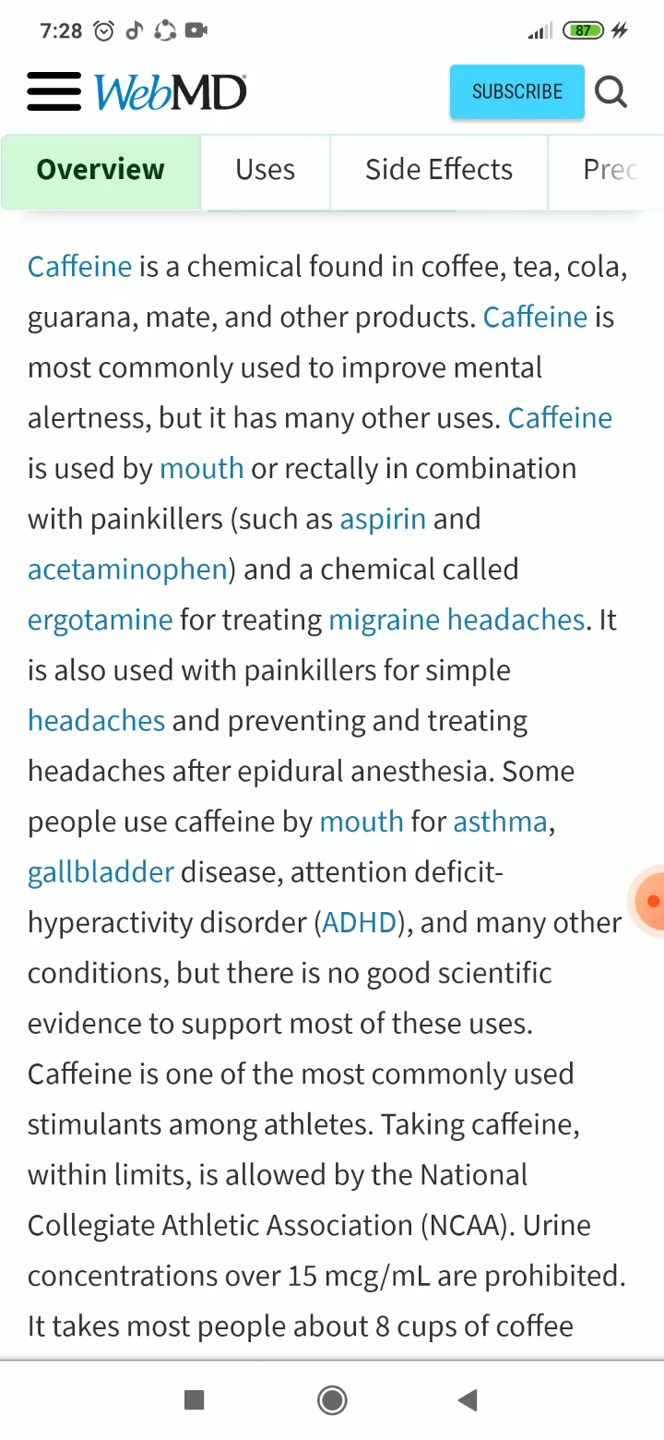 7:28
87
WebMD
SUBSCRIBE
Overview
Uses
Side Effects
Prec
Caffeine is a chemical found in coffee, tea, cola,
guarana, mate, and other products. Caffeine is
most commonly used to improve mental
alertness, but it has many other uses. Caffeine
is used by mouth or rectally in combination
with painkillers (such as aspirin and
acetaminophen) and a chemical called
ergotamine for treating migraine headaches. It
is also used with painkillers for simple
headaches and preventing and treating
headaches after epidural anesthesia. Some
people use caffeine by mouth for asthma,
gallbladder disease, attention deficit-
hyperactivity disorder (ADHD), and many other
conditions, but there is no good scientific
evidence to support most of these uses.
Caffeine is one of the most commonly used
stimulants among athletes. Taking caffeine,
within limits, is allowed by the National
Collegiate Athletic Association (NCAA). Urine
concentrations over 15 mcg/mL are prohibited.
It takes most people about 8 cups of coffee